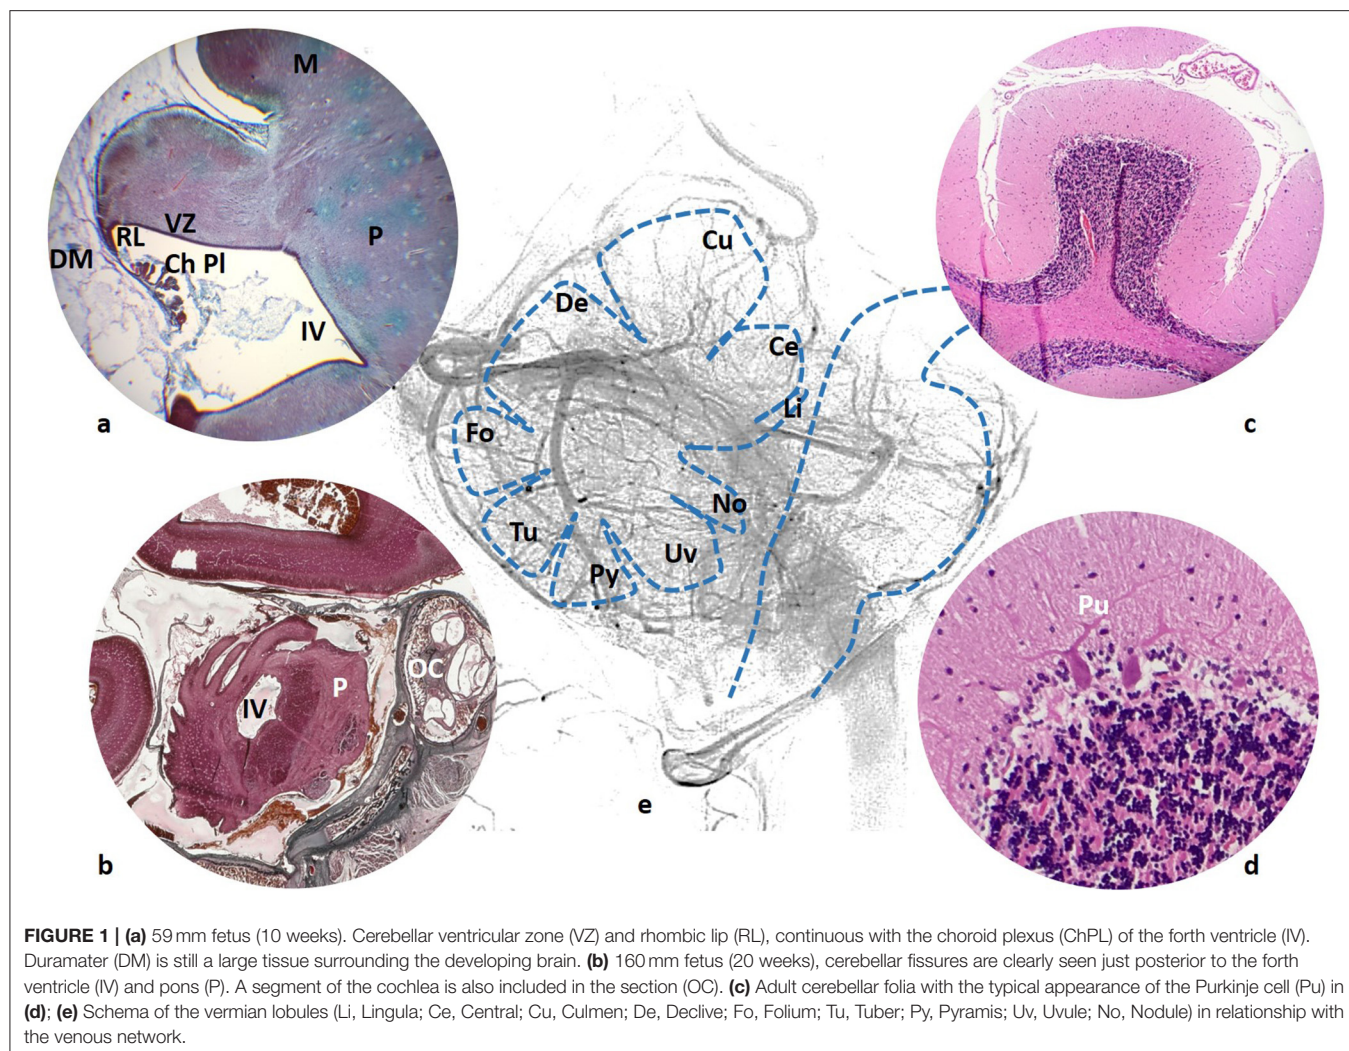 M
VZ
RL
DM
Ch Pl
P
IV
a
Cu
De
Ce
Li
Fo
No
Tu
Uv
Py
c
OC
P
IV
b
e
Pu
d
FIGURE 1 | (a) 59 mm fetus (10 weeks). Cerebellar ventricular zone (VZ) and rhombic lip (RL), continuous with the choroid plexus (ChPL) of the forth ventricle (IV).
Duramater (DM) is still a large tissue surrounding the developing brain. (b) 160 mm fetus (20 weeks), cerebellar fissures are clearly seen just posterior to the forth
ventricle (IV) and pons (P). A segment of the cochlea is also included in the section (OC). (c) Adult cerebellar folia with the typical appearance of the Purkinje cell (Pu) in
(d); (e) Schema of the vermian lobules (Li, Lingula; Ce, Central; Cu, Culmen; De, Declive; Fo, Folium; Tu, Tuber; Py, Pyramis; Uv, Uvule; No, Nodule) in relationship with
the venous network.